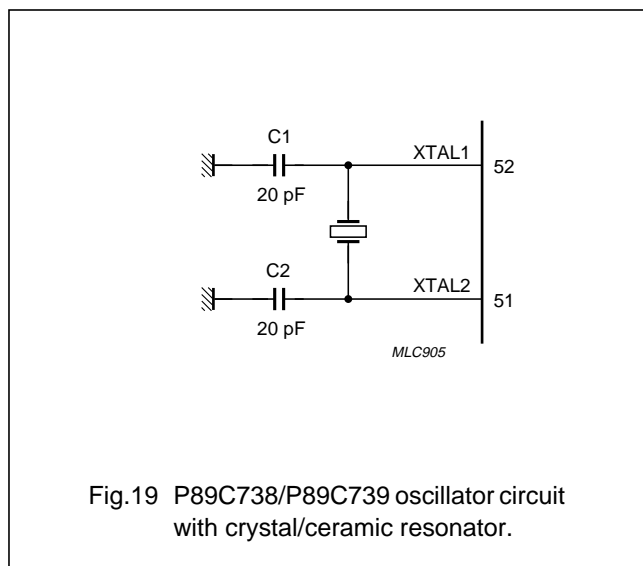 C1
XTAL1
52
20 pF
C2
XTAL2
51
20 pF
MLC905
Fig.19 P89C738/P89C739 oscillator circuit
with crystal/ceramic resonator.